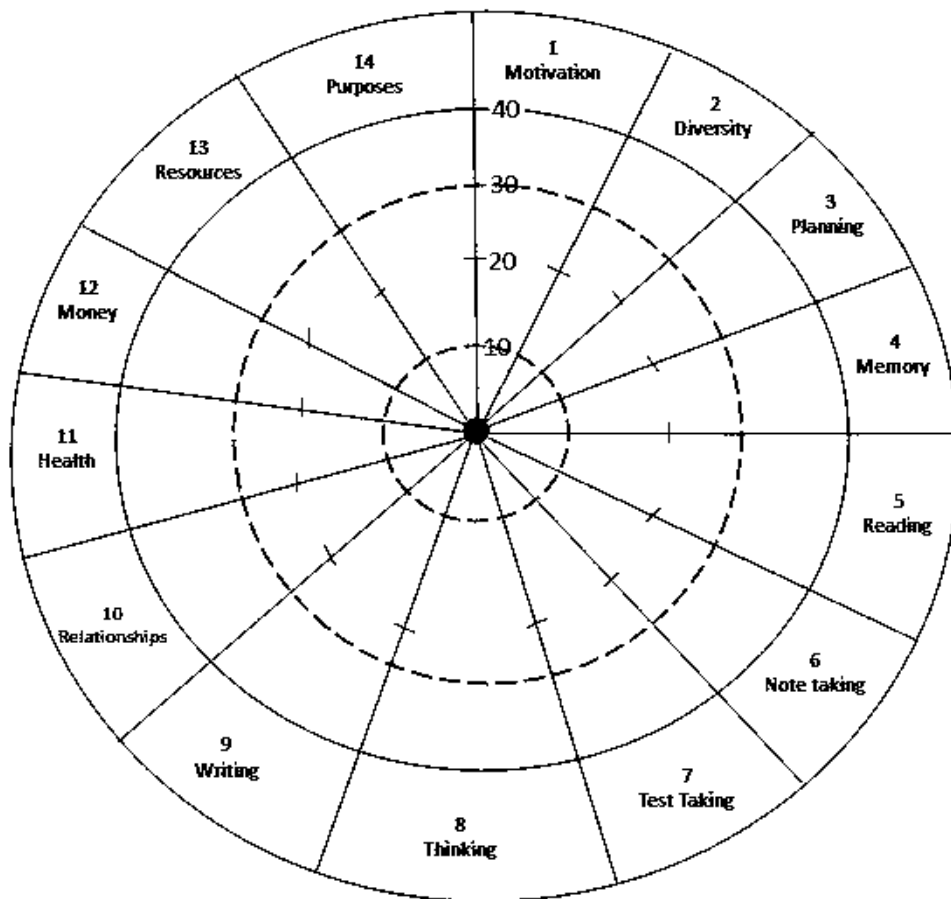 1
Motivation
2
Diversity
3
Planning
4
Memory
5
Reading
6
Note taking
7
Test Taking
8
Thinking
9
Writing
10
Relationships
11
Health
12
Money
13
Resources
14
Purposes
40
30
20
10